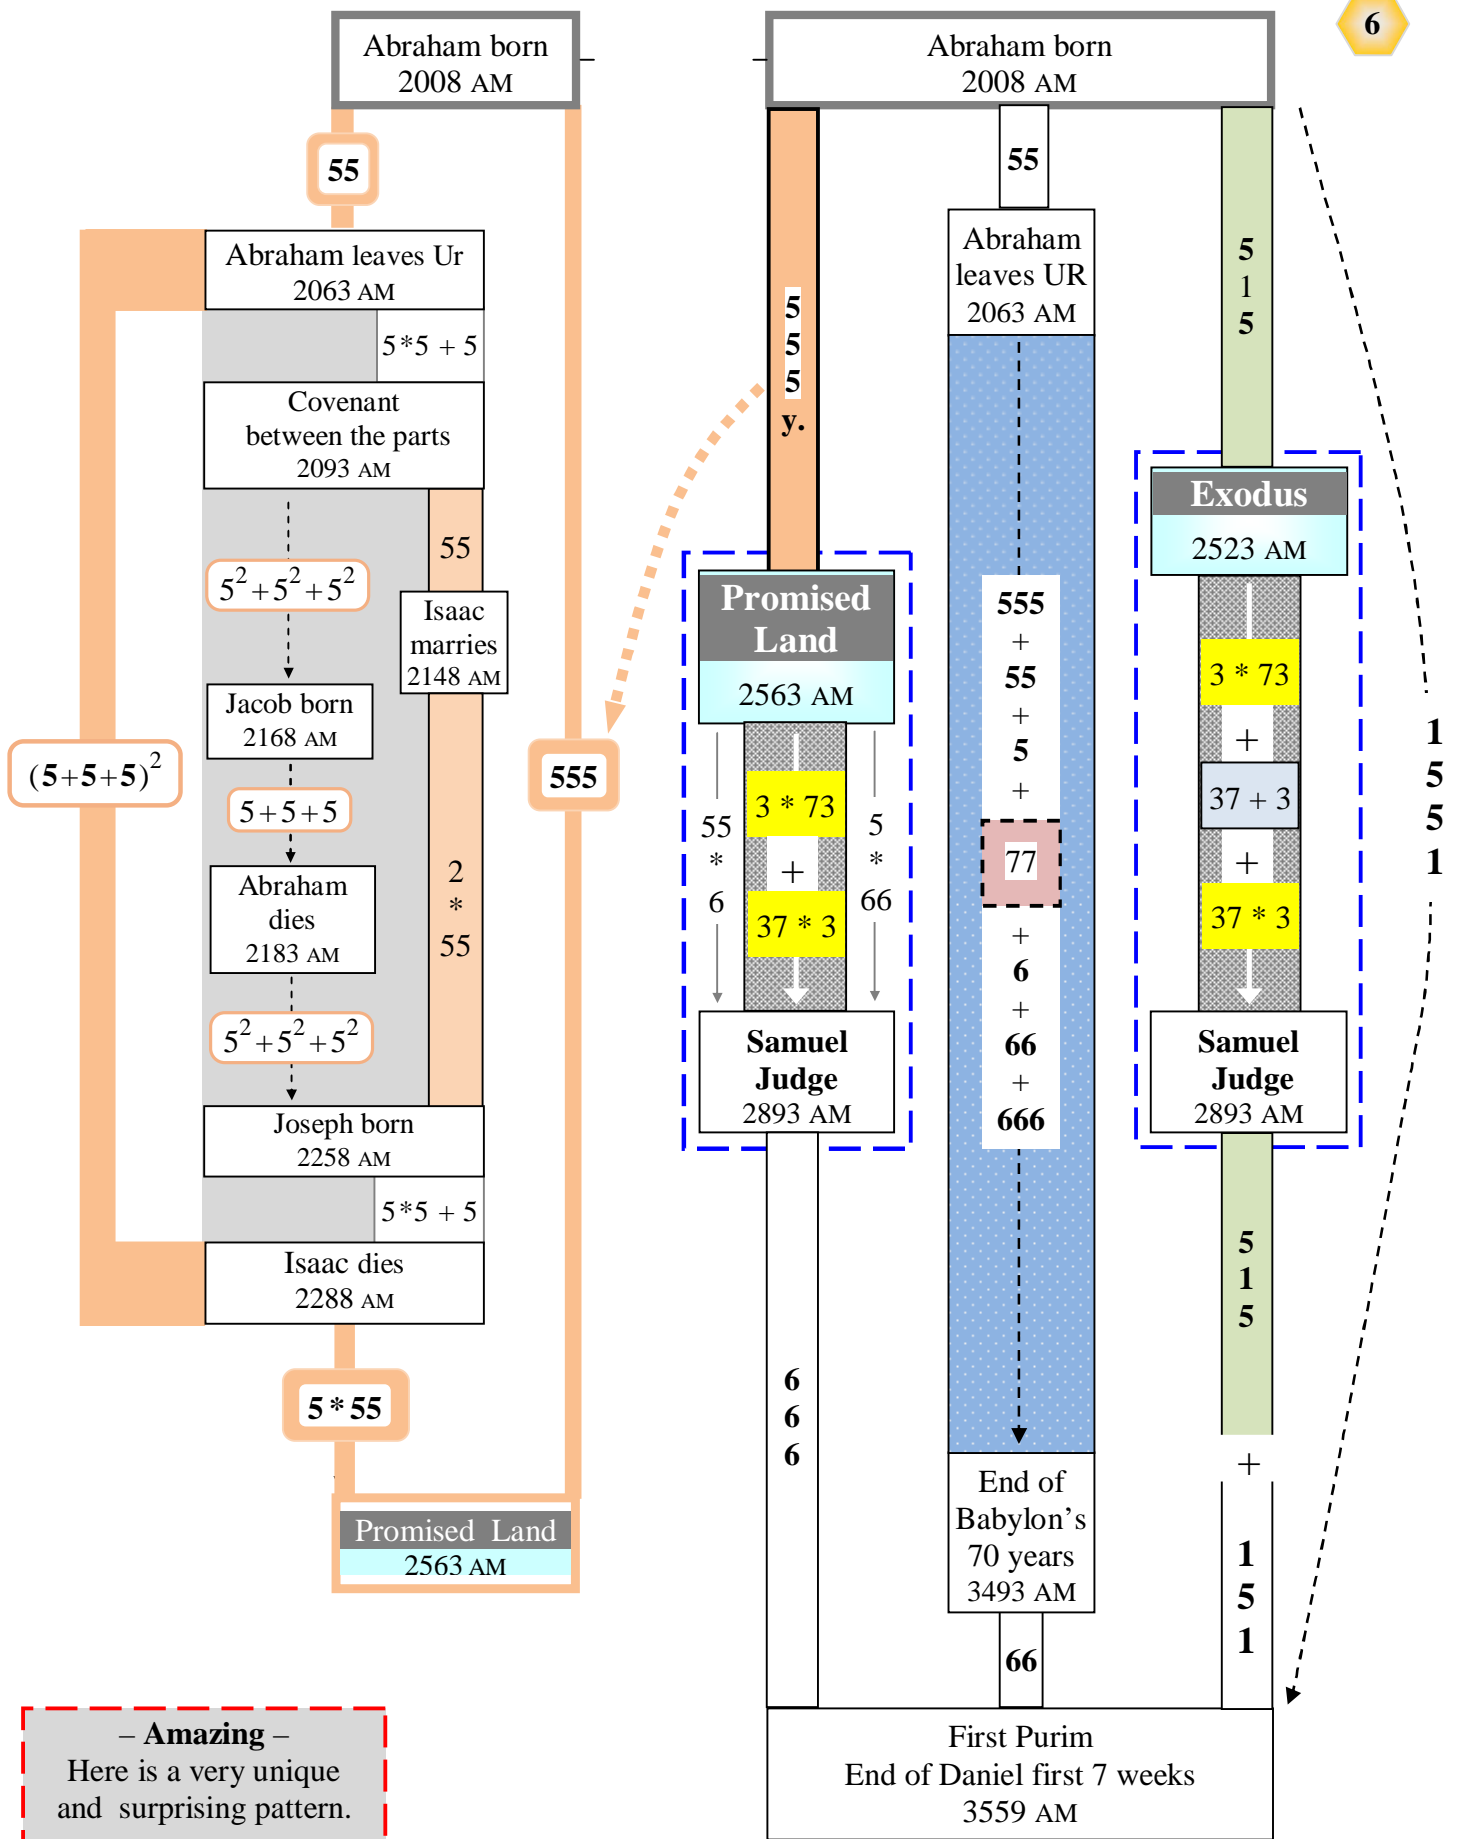 6
Abraham born
2008 AM
55
Abraham leaves Ur
2063 AM
5*5 + 5
Covenant
between the parts
2093 AM
5² + 5² + 5²
55
Isaac
marries
2148 AM
Jacob born
2168 AM
(5+5+5)²
5+5+5
Abraham
dies
2183 AM
2
*
55
5² + 5² + 5²
Joseph born
2258 AM
5*5 + 5
Isaac dies
2288 AM
5 * 55
555
Promised Land
2563 AM
– Amazing –
Here is a very unique
and surprising pattern.
Abraham born
2008 AM
5
5
5
y.
Promised
Land
2563 AM
55
*
6
3 * 73
+
37 * 3
5
*
66
Samuel
Judge
2893 AM
6
6
6
55
Abraham
leaves UR
2063 AM
555
+
55
+
5
+
77
+
6
+
66
+
666
End of
Babylon’s
70 years
3493 AM
66
5
1
5
Exodus
2523 AM
3 * 73
+
37 + 3
+
37 * 3
Samuel
Judge
2893 AM
5
1
5
+
1
5
1
1
5
5
1
First Purim
End of Daniel first 7 weeks
3559 AM